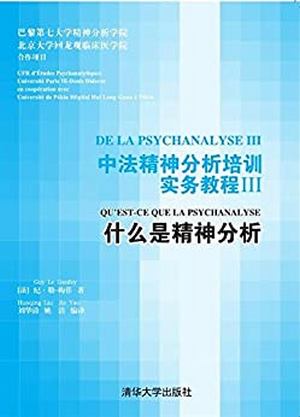 巴黎第七大学精神分析学院
北京大学回龙观临床医学院
合作项目
UFR d'Études Psychanalytiques
Université Paris III-Denis Diderot
en coopération avec
Université de Pékin Hôpital Hui Long Guan à Pékin
DE LA PSYCHANALYSE III
中法精神分析培训
实务教程III
QU'EST-CE QUE LA PSYCHANALYSE
什么是精神分析
Guy Le Gaufey
[法] 纪·勒·梅菲 著
Huaqing Liu Jie Yao
刘华清 姚洁 编译
清华大学出版社